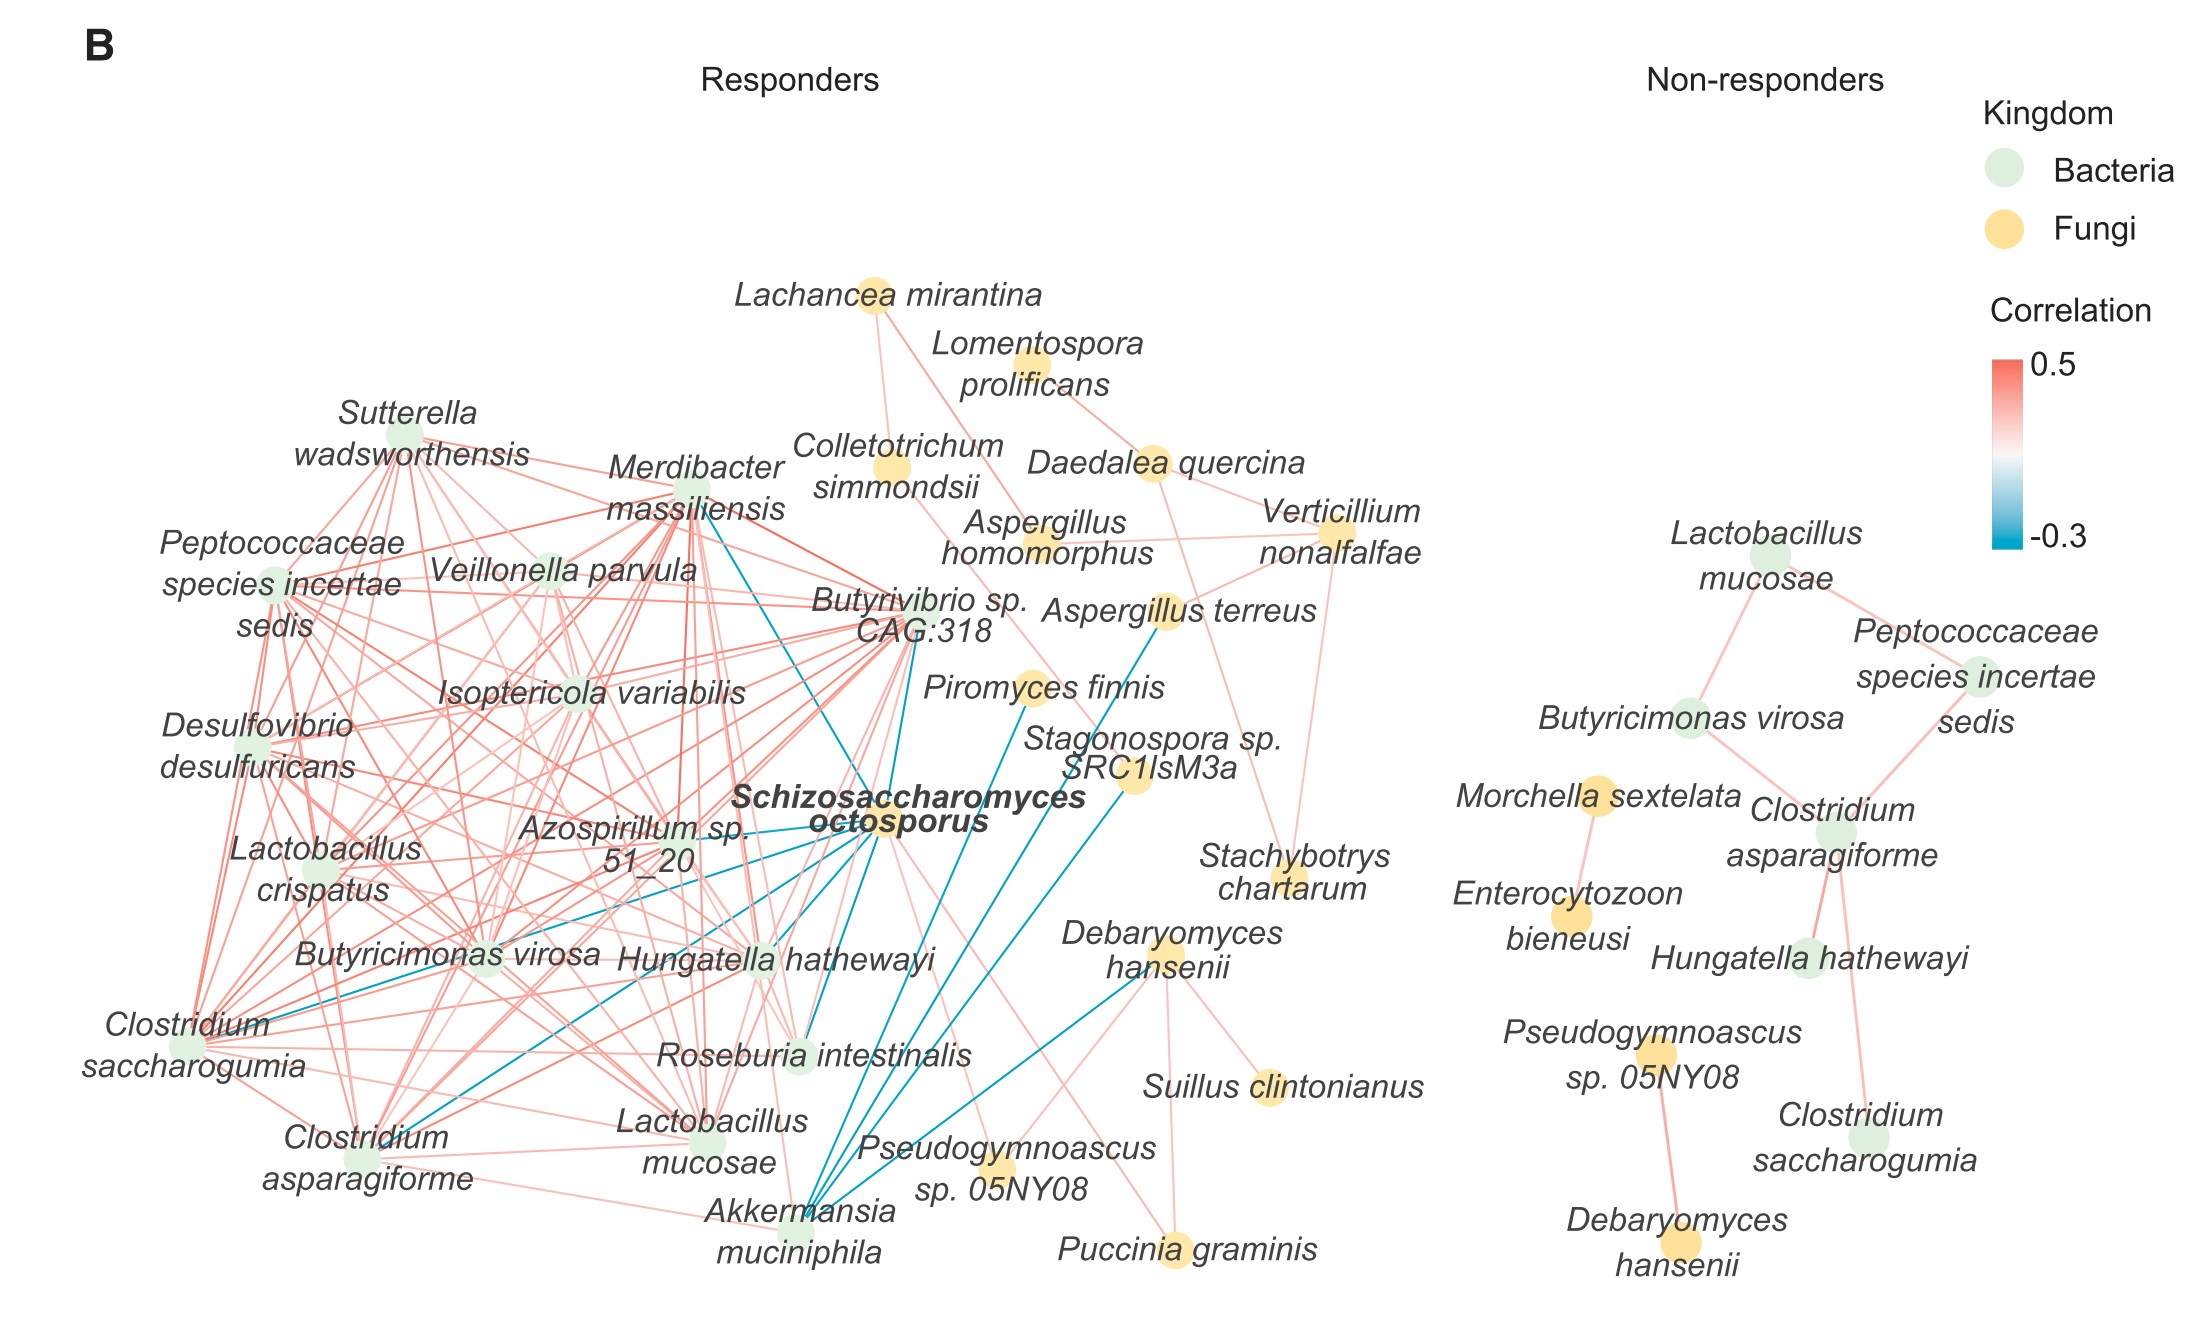 B
Responders
Non-responders
Kingdom
Bacteria
Fungi
Correlation
0.5
-0.3
Lachancea mirantina
Lomentospora
prolificans
Sutterella
wadsworthensis
Merdibacter
massiliensis
Colletotrichum
simmondsii
Daedalea quercina
Aspergillus
homomorphus
Verticillium
nonalfalfae
Peptococcaceae
species incertae
sedis
Veillonella parvula
Butyrivibrio sp.
CAG:318
Aspergillus terreus
Isoptericola variabilis
Piromyces finnis
Desulfovibrio
desulfuricans
Stagonospora sp.
SRC1lsM3a
Schizosaccharomyces
octosporus
Azospirillum sp.
51_20
Lactobacillus
crispatus
Stachybotrys
chartarum
Butyricimonas virosa
Hungatella hathewayi
Debaryomyces
hansenii
Clostridium
saccharogumia
Roseburia intestinalis
Suillus clintonianus
Clostridium
asparagiforme
Lactobacillus
mucosae
Pseudogymnoascus
sp. 05NY08
Akkermansia
muciniphila
Puccinia graminis
Lactobacillus
mucosae
Peptococcaceae
species incertae
sedis
Butyricimonas virosa
Morchella sextelata
Clostridium
asparagiforme
Enterocytozoon
bieneusi
Hungatella hathewayi
Pseudogymnoascus
sp. 05NY08
Clostridium
saccharogumia
Debaryomyces
hansenii